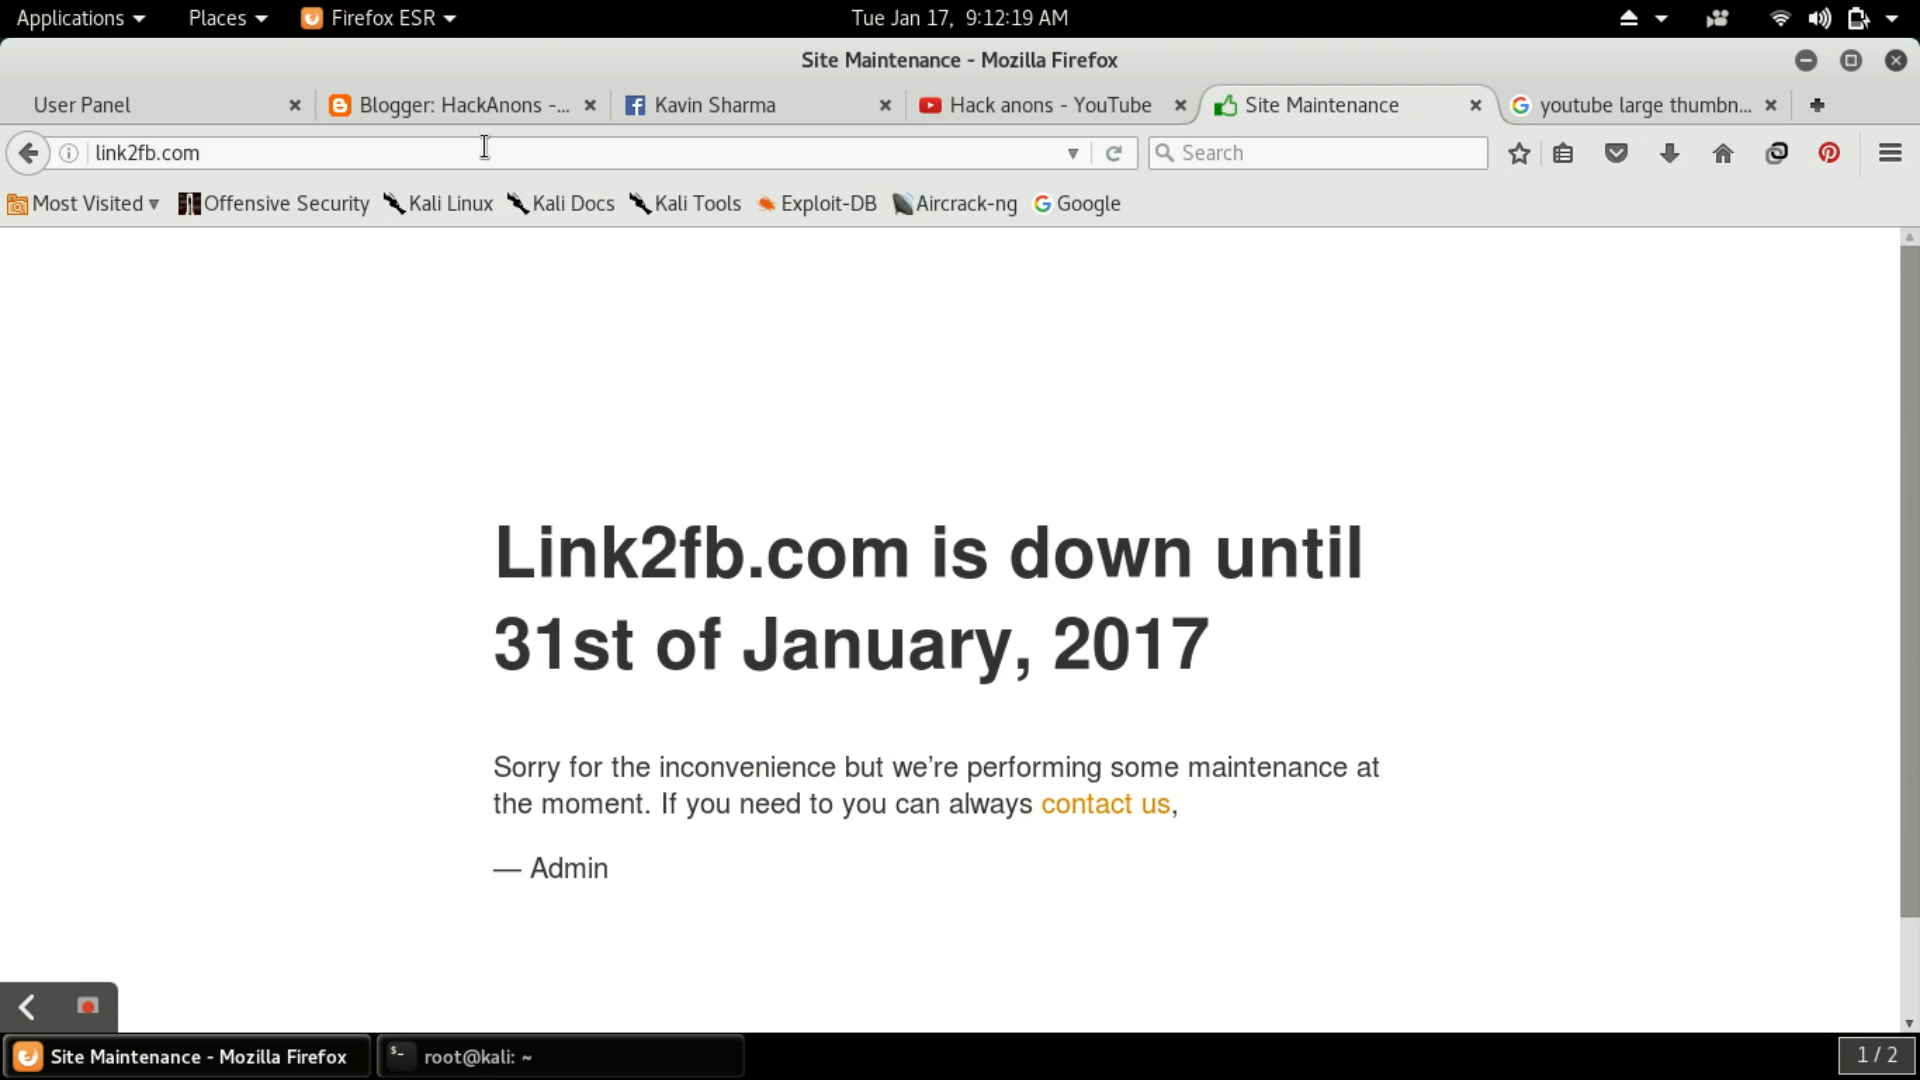 Applications Places Firefox ESR Tue Jan 17, 9:12:19 AM
Site Maintenance - Mozilla Firefox
User Panel Blogger: HackAnons -... Kavin Sharma Hack anons - YouTube Site Maintenance youtube large thumbn...
link2fb.com Search
Most Visited Offensive Security Kali Linux Kali Docs Kali Tools Exploit-DB Aircrack-ng Google
Link2fb.com is down until
31st of January, 2017
Sorry for the inconvenience but we’re performing some maintenance at
the moment. If you need to you can always contact us,
— Admin
Site Maintenance - Mozilla Firefox root@kali: ~ 1 / 2